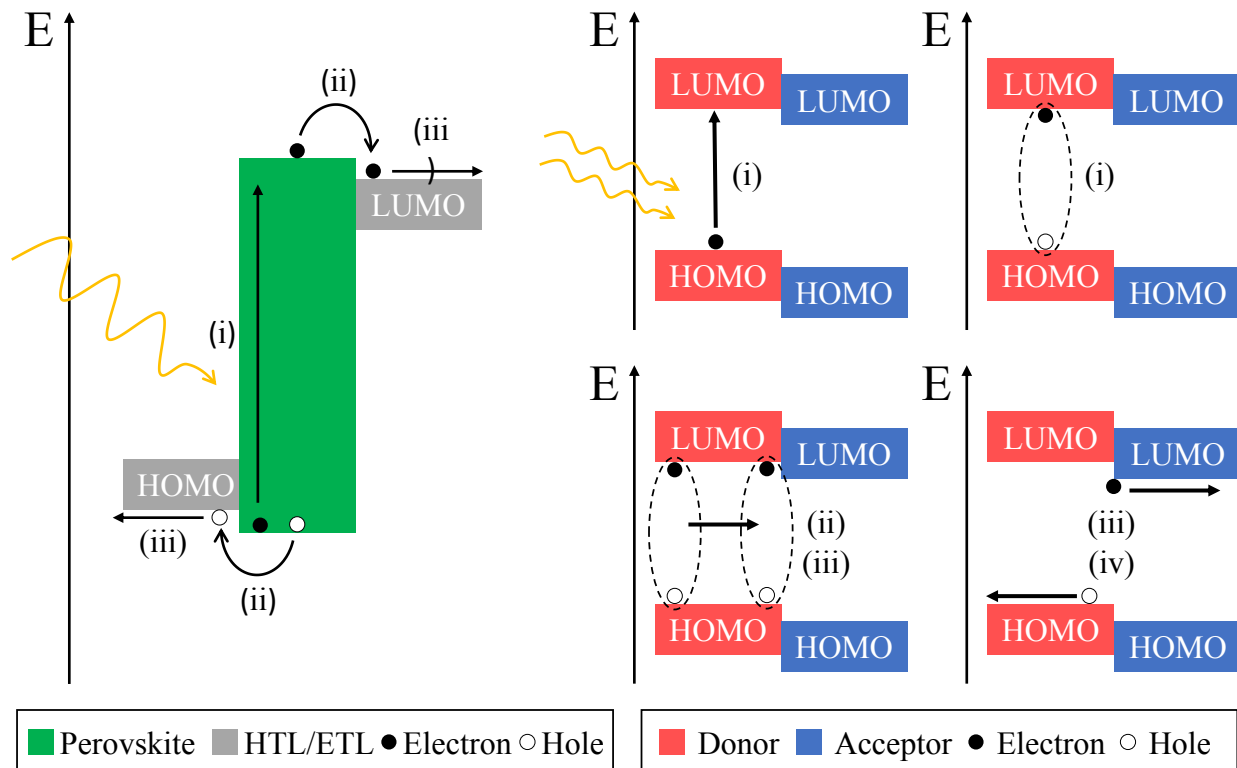 E
(ii)
(iii
)
LUMO
(i)
HOMO
(iii)
(ii)
E
LUMO
LUMO
(i)
HOMO
HOMO
E
LUMO
LUMO
(i)
HOMO
HOMO
E
LUMO
LUMO
(ii)
(iii)
HOMO
HOMO
E
LUMO
LUMO
(iii)
(iv)
HOMO
HOMO
Perovskite HTL/ETL Electron Hole
Donor Acceptor Electron Hole